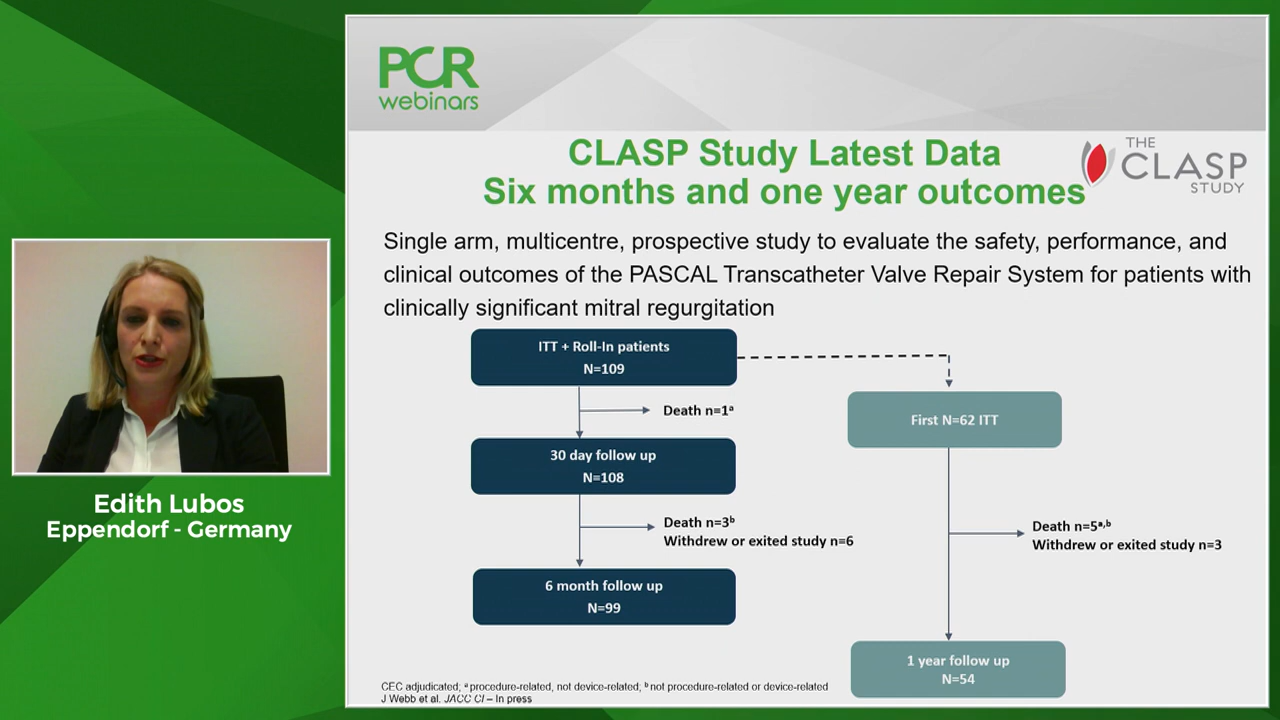 PCR
webinars
CLASP Study Latest Data
Six months and one year outcomes
THE
CLASP
STUDY
Single arm, multicentre, prospective study to evaluate the safety, performance, and
clinical outcomes of the PASCAL Transcatheter Valve Repair System for patients with
clinically significant mitral regurgitation
ITT + Roll-In patients
N=109
Death n=1ᵃ
30 day follow up
N=108
Death n=3ᵇ
Withdrew or exited study n=6
6 month follow up
N=99
First N=62 ITT
Death n=5ᵃ,ᵇ
Withdrew or exited study n=3
1 year follow up
N=54
CEC adjudicated; ᵃ procedure-related, not device-related; ᵇ not procedure-related or device-related
J Webb et al. JACC CI – In press
Edith Lubos
Eppendorf - Germany